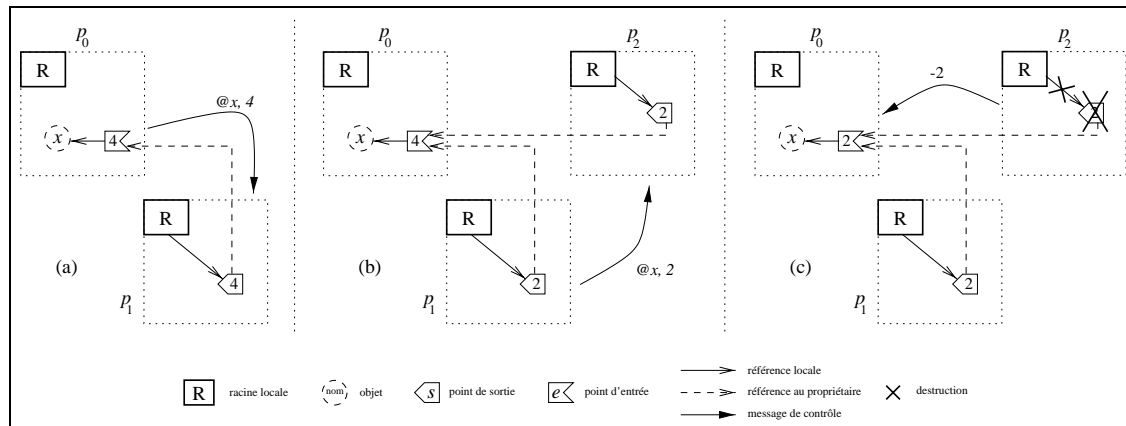 p0
R
@x, 4
x
4
R
4
(a)
p1
p0
R
x
4
p2
R
2
R
2
(b)
@x, 2
p1
p0
R
-2
x
2
p2
R
R
2
(c)
p1
R racine locale
nom objet
s point de sortie
e point d'entrée
référence locale
référence au propriétaire
message de contrôle
destruction